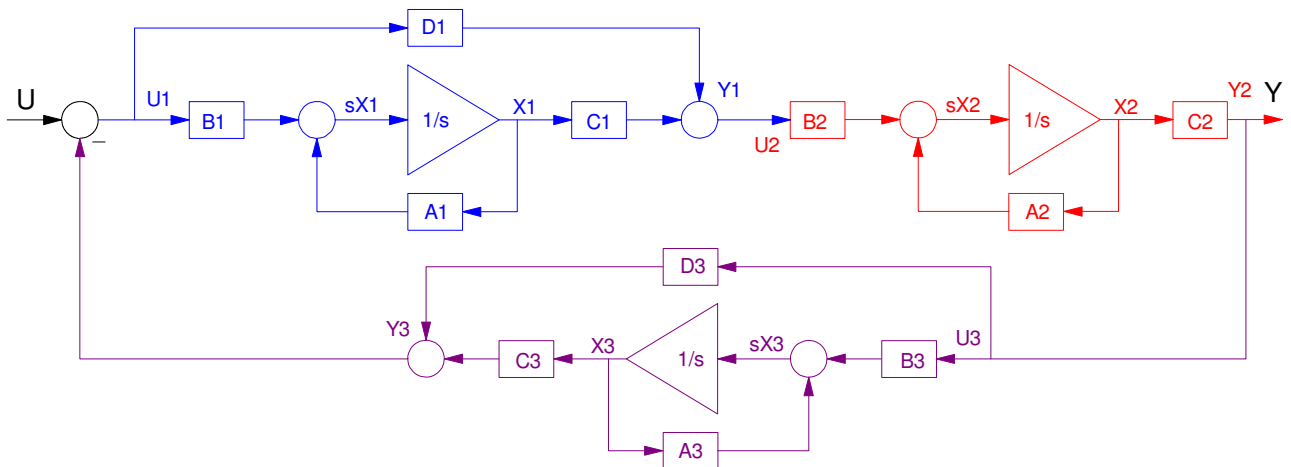 D1
U
U1
B1
sX1
1/s
X1
C1
Y1
U2
B2
sX2
1/s
X2
C2
Y2
Y
A1
A2
D3
Y3
C3
X3
1/s
sX3
B3
U3
A3